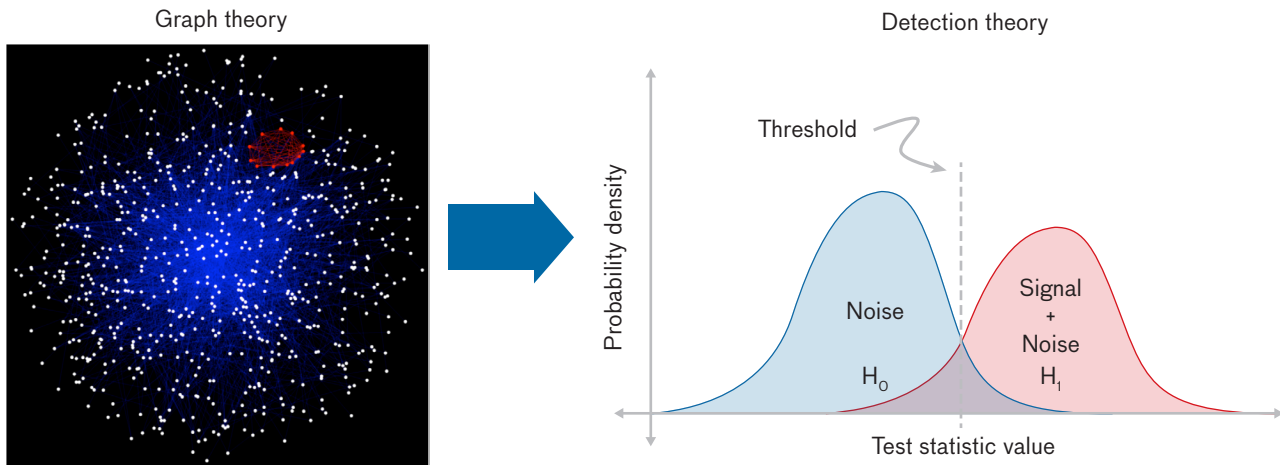 Graph theory
Detection theory
Threshold
Probability density
Noise
H₀
Signal
+
Noise
H₁
Test statistic value